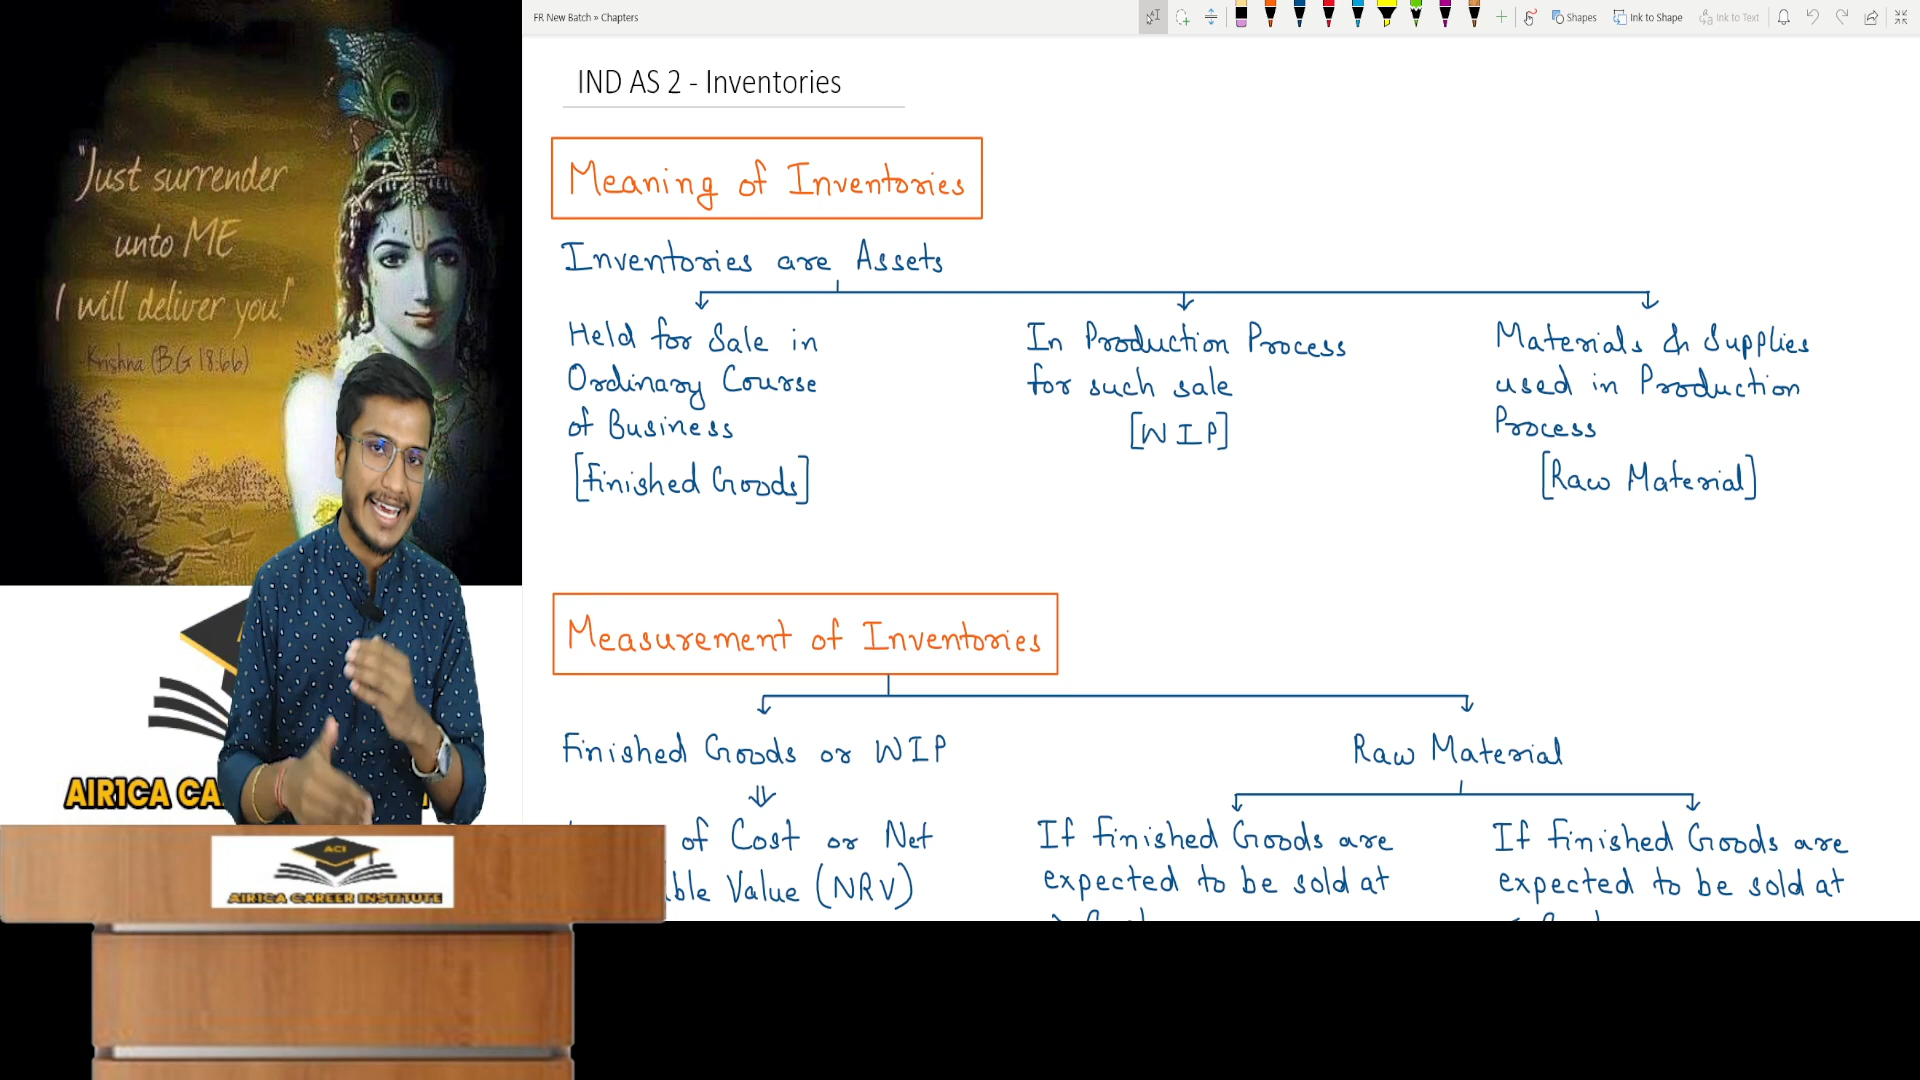 FR New Batch » Chapters
Shapes
Ink to Shape
Ink to Text
IND AS 2 - Inventories
"Just surrender
unto ME
I will deliver you!"
-Krishna (B.G 18:66)
Meaning of Inventories
Inventories are Assets
Held for Sale in
Ordinary Course
of Business
[Finished Goods]
In Production Process
for such sale
[WIP]
Materials & Supplies
used in Production
Process
[Raw Material]
Measurement of Inventories
Finished Goods or WIP
of Cost or Net
ble Value (NRV)
Raw Material
If Finished Goods are
expected to be sold at
If Finished Goods are
expected to be sold at
AIR1CA CA
ACI
AIR1CA CAREER INSTITUTE